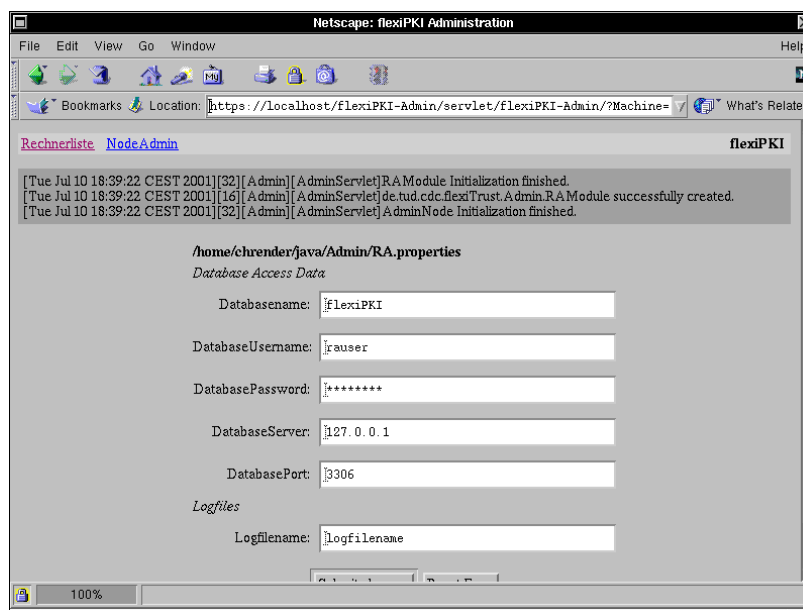 Netscape: flexiPKI Administration
File Edit View Go Window Help
My
Bookmarks Location: https://localhost/flexiPKI-Admin/servlet/flexiPKI-Admin/?Machine= What's Relate
Rechnerliste NodeAdmin flexiPKI
[Tue Jul 10 18:39:22 CEST 2001][32][Admin][AdminServlet]RAModule Initialization finished.
[Tue Jul 10 18:39:22 CEST 2001][16][Admin][AdminServlet]de.tud.cdc.flexiTrust.Admin.RAModule successfully created.
[Tue Jul 10 18:39:22 CEST 2001][32][Admin][AdminServlet]AdminNode Initialization finished.
/home/chrender/java/Admin/RA.properties
Database Access Data
Databasename: flexiPKI
DatabaseUsername: rauser
DatabasePassword: ********
DatabaseServer: 127.0.0.1
DatabasePort: 3306
Logfiles
Logfilename: logfilename
100%